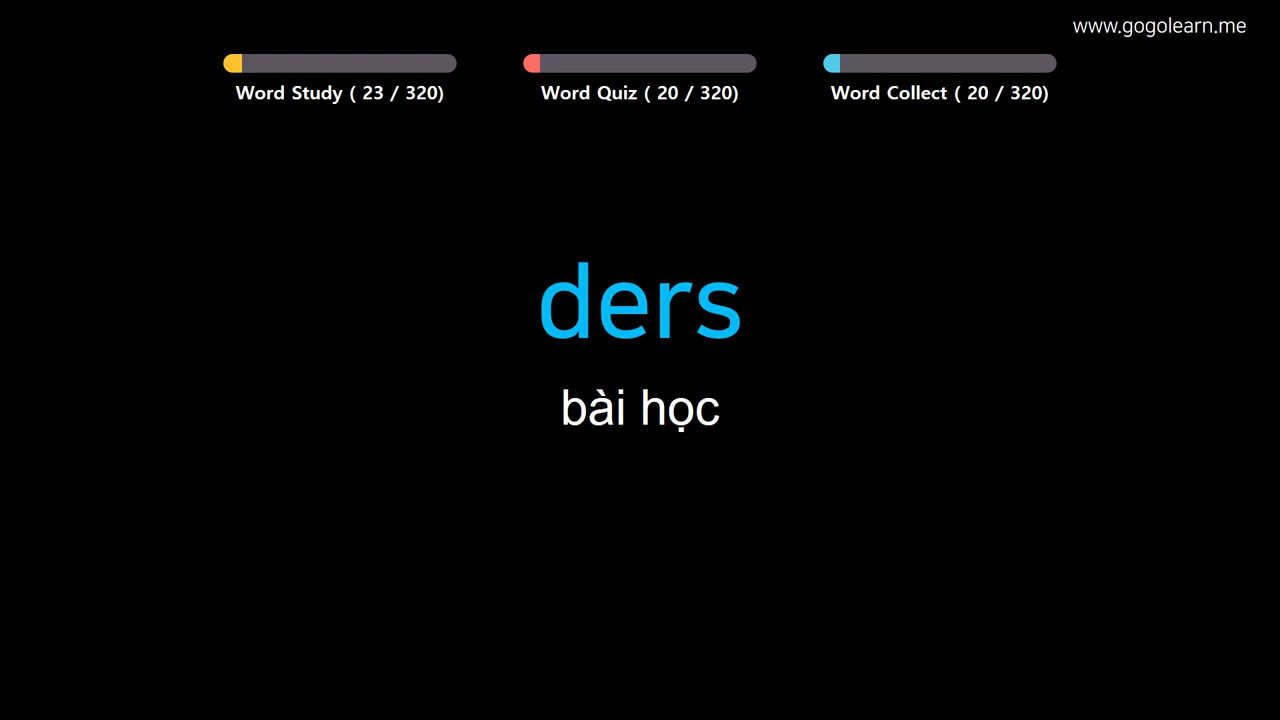 www.gogolearn.me
Word Study ( 23 / 320)
Word Quiz ( 20 / 320)
Word Collect ( 20 / 320)
ders
bài học